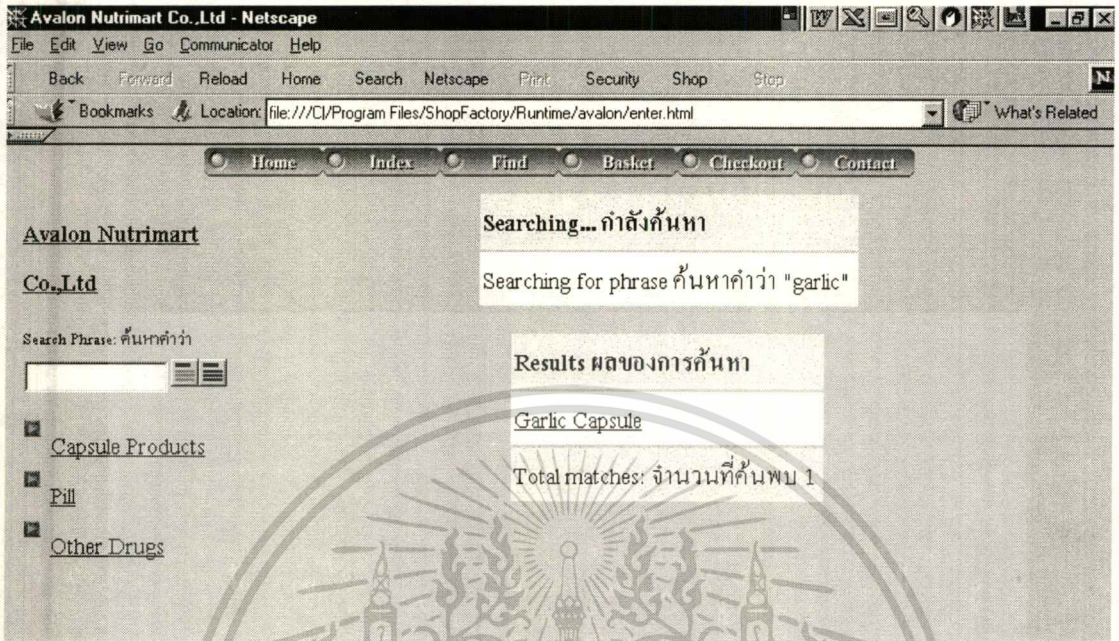 Avalon Nutrimart Co.,Ltd - Netscape
File Edit View Go Communicator Help
Back Forward Reload Home Search Netscape Print Security Shop Stop
Bookmarks Location: file:///C|/Program Files/ShopFactory/Runtime/avalon/enter.html What's Related
Home Index Find Basket Checkout Contact
Avalon Nutrimart
Co.,Ltd
Search Phrase: ค้นหาคำว่า
Capsule Products
Pill
Other Drugs
Searching... กำลังค้นหา
Searching for phrase ค้นหาคำว่า "garlic"
Results ผลของการค้นหา
Garlic Capsule
Total matches: จำนวนที่ค้นพบ 1